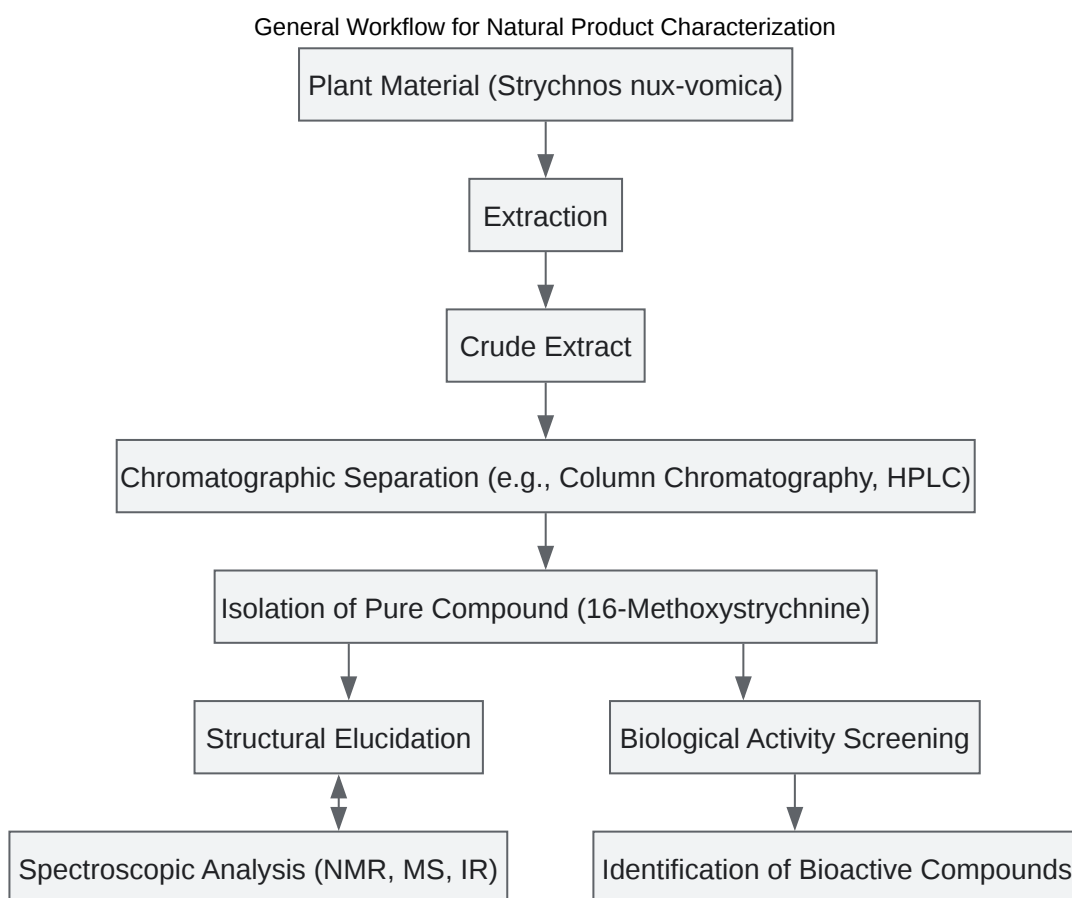 General Workflow for Natural Product Characterization
Plant Material (Strychnos nux-vomica)
Extraction
Crude Extract
Chromatographic Separation (e.g., Column Chromatography, HPLC)
Isolation of Pure Compound (16-Methoxystrychnine)
Structural Elucidation
Biological Activity Screening
Spectroscopic Analysis (NMR, MS, IR)
Identification of Bioactive Compounds